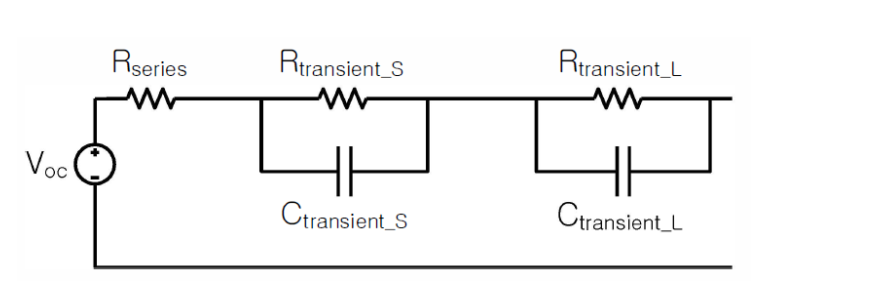 Rseries
Rtransient_S
Rtransient_L
Voc
Ctransient_S
Ctransient_L